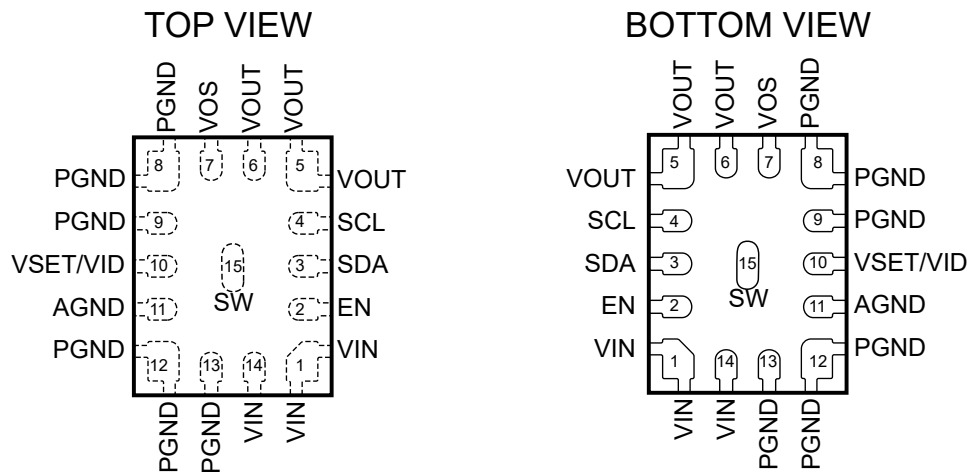 TOP VIEW
PGND
VOS
VOUT
VOUT
8
7
6
5
PGND
VOUT
PGND
9
4
SCL
VSET/VID
10
15
3
SDA
SW
AGND
11
2
EN
PGND
VIN
12
13
14
1
PGND
PGND
VIN
VIN
BOTTOM VIEW
VOUT
VOUT
VOS
PGND
5
6
7
8
VOUT
PGND
SCL
4
9
PGND
SDA
3
15
10
VSET/VID
SW
EN
2
11
AGND
VIN
PGND
1
14
13
12
VIN
VIN
PGND
PGND